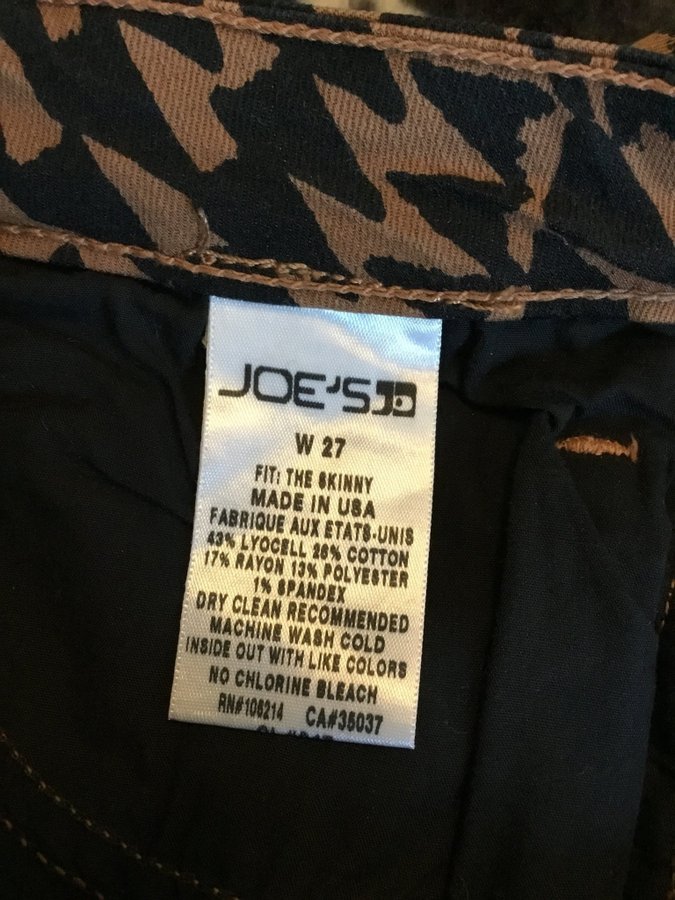 JOE'S
W 27
FIT: THE SKINNY
MADE IN USA
FABRIQUE AUX ETATS-UNIS
43% LYOCELL 26% COTTON
17% RAYON 13% POLYESTER
1% SPANDEX
DRY CLEAN RECOMMENDED
MACHINE WASH COLD
INSIDE OUT WITH LIKE COLORS
NO CHLORINE BLEACH
RN#106214 CA#35037